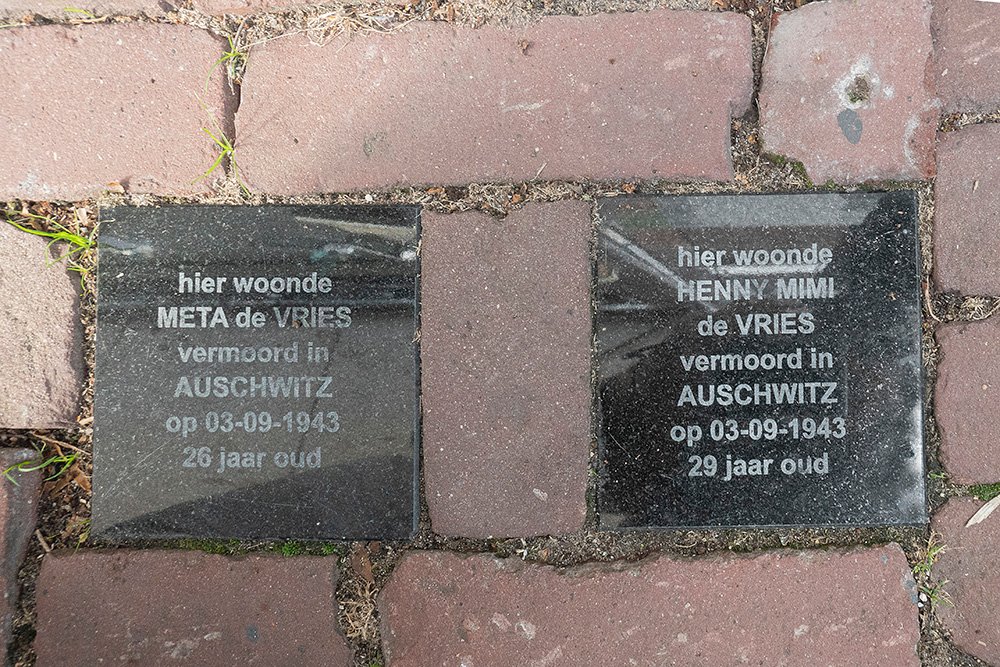 hier woonde
META de VRIES
vermoord in
AUSCHWITZ
op 03-09-1943
26 jaar oud
hier woonde
HENNY MIMI
de VRIES
vermoord in
AUSCHWITZ
op 03-09-1943
29 jaar oud